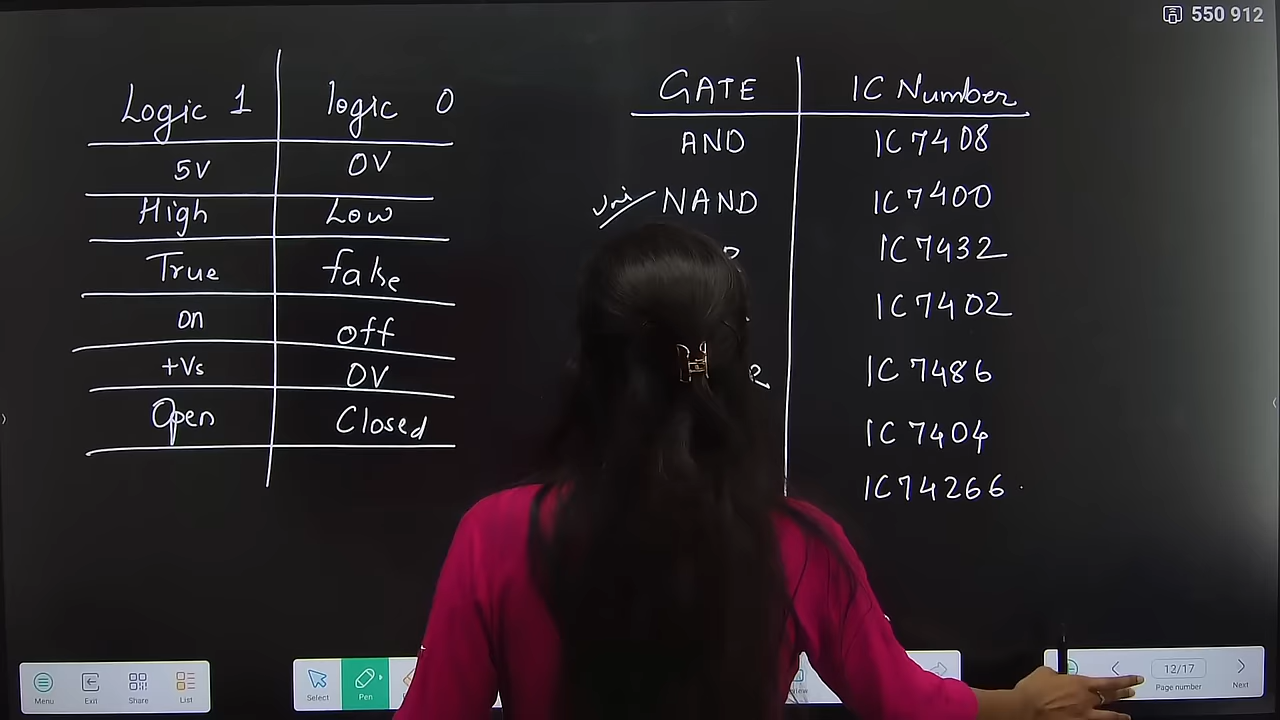 550 912
Logic 1 logic 0
5V 0V
High Low
True false
on off
+Vs 0V
Open Closed
GATE IC Number
AND IC 7408
Uni NAND IC 7400
IC 7432
IC 7402
IC 7486
IC 7404
IC 74266
Menu Exit Share List
Select Pen
12/17
Page number Next